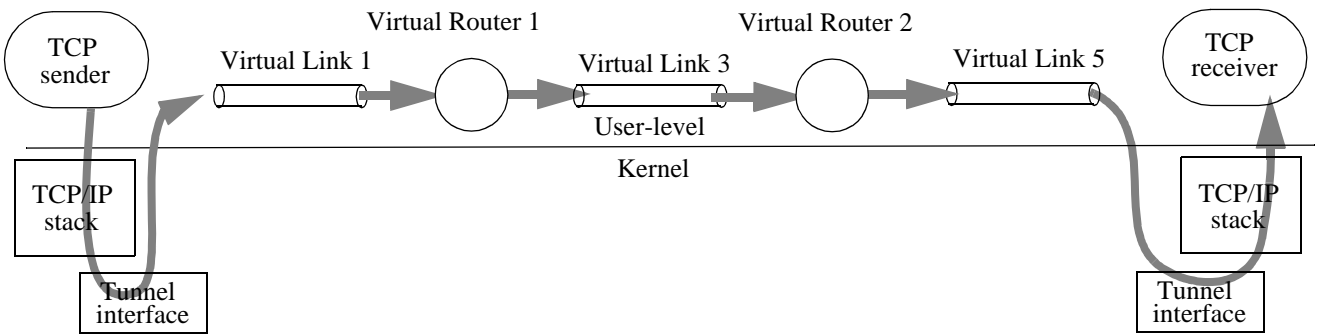 Virtual Router 1
Virtual Router 2
TCP
sender
Virtual Link 1
Virtual Link 3
Virtual Link 5
TCP
receiver
User-level
Kernel
TCP/IP
stack
TCP/IP
stack
Tunnel
interface
Tunnel
interface